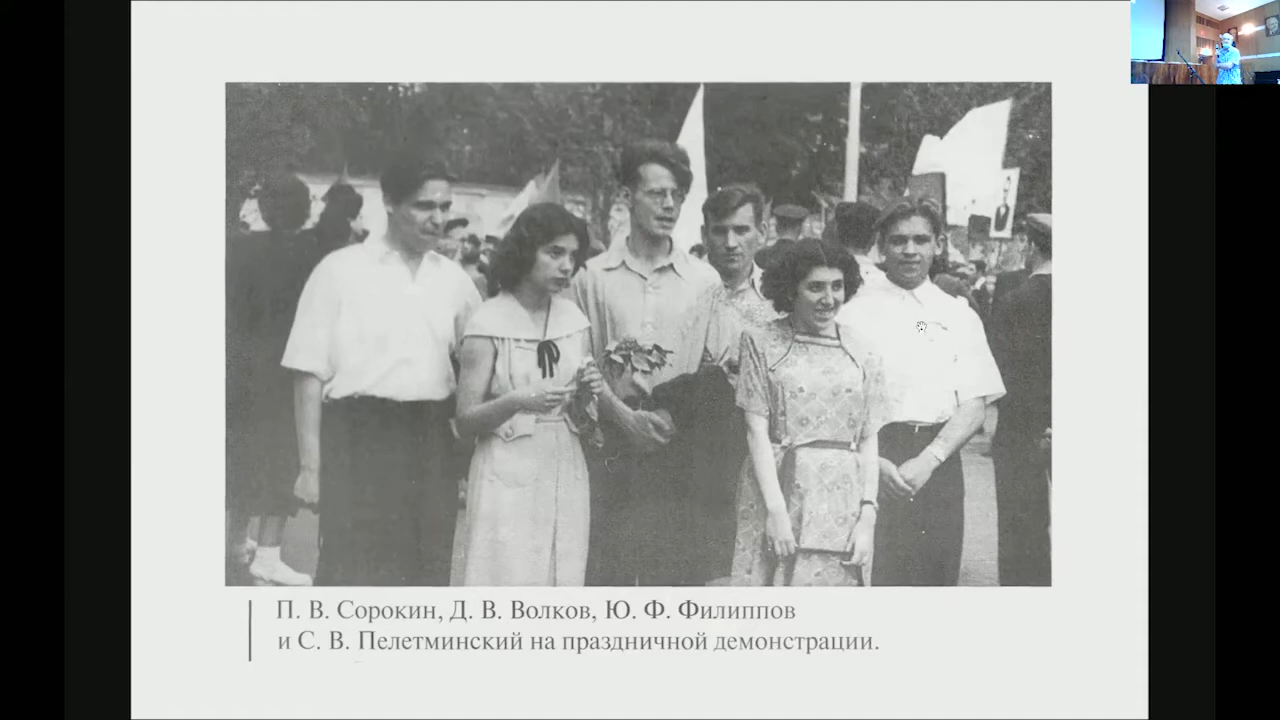 П. В. Сорокин, Д. В. Волков, Ю. Ф. Филиппов
и С. В. Пелетминский на праздничной демонстрации.